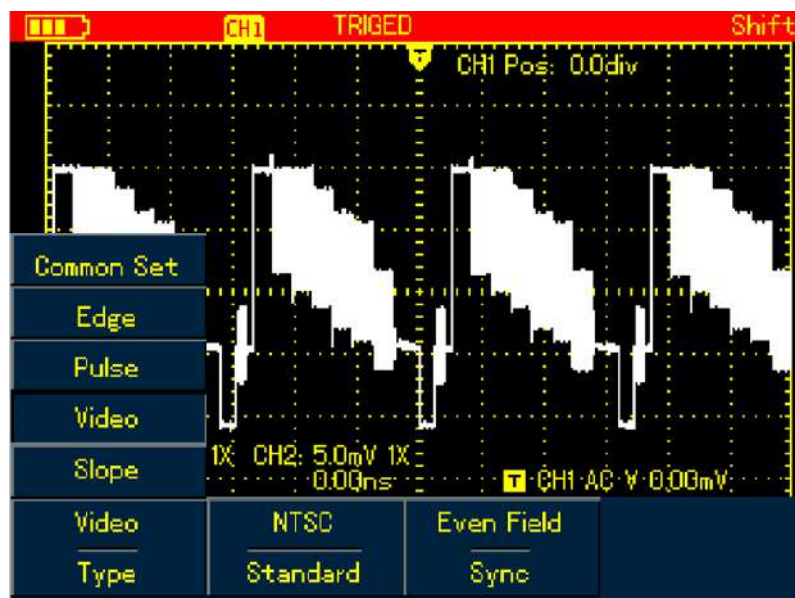 CH1 TRIGED Shift
T
CH1 Pos: 0.0div
Common Set
Edge
Pulse
Video
Slope
1X CH2: 5.0mV 1X
0.00ns
T CH1 AC V 0.00mV
Video NTSC Even Field
Type Standard Sync